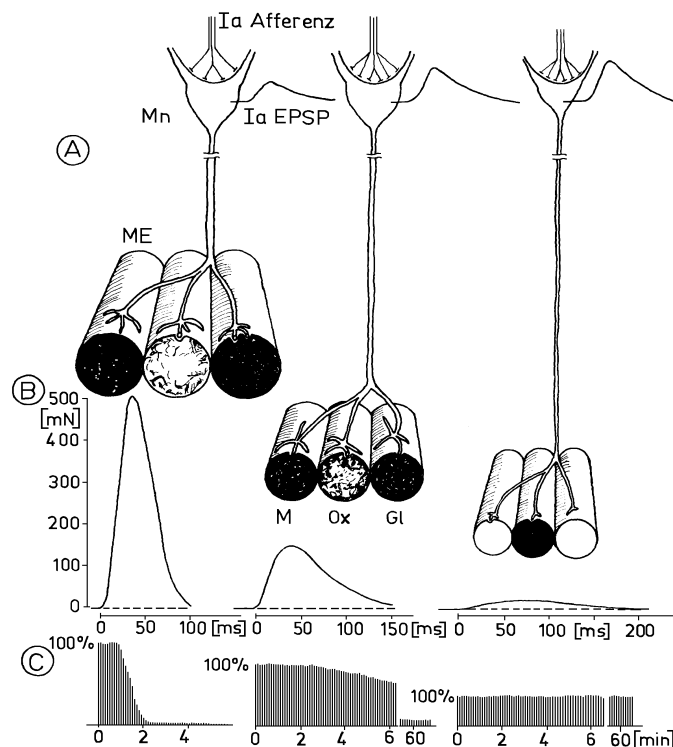 Ia Afferenz
Mn
Ia EPSP
A
ME
B
500
[mN]
400
300
200
100
0
M Ox Gl
0 50 100 [ms]
0 50 100 150 [ms]
0 50 100 [ms] 200
C
100%
100%
100%
0 2 4
0 2 4 6 60
0 2 4 6 60 [min]